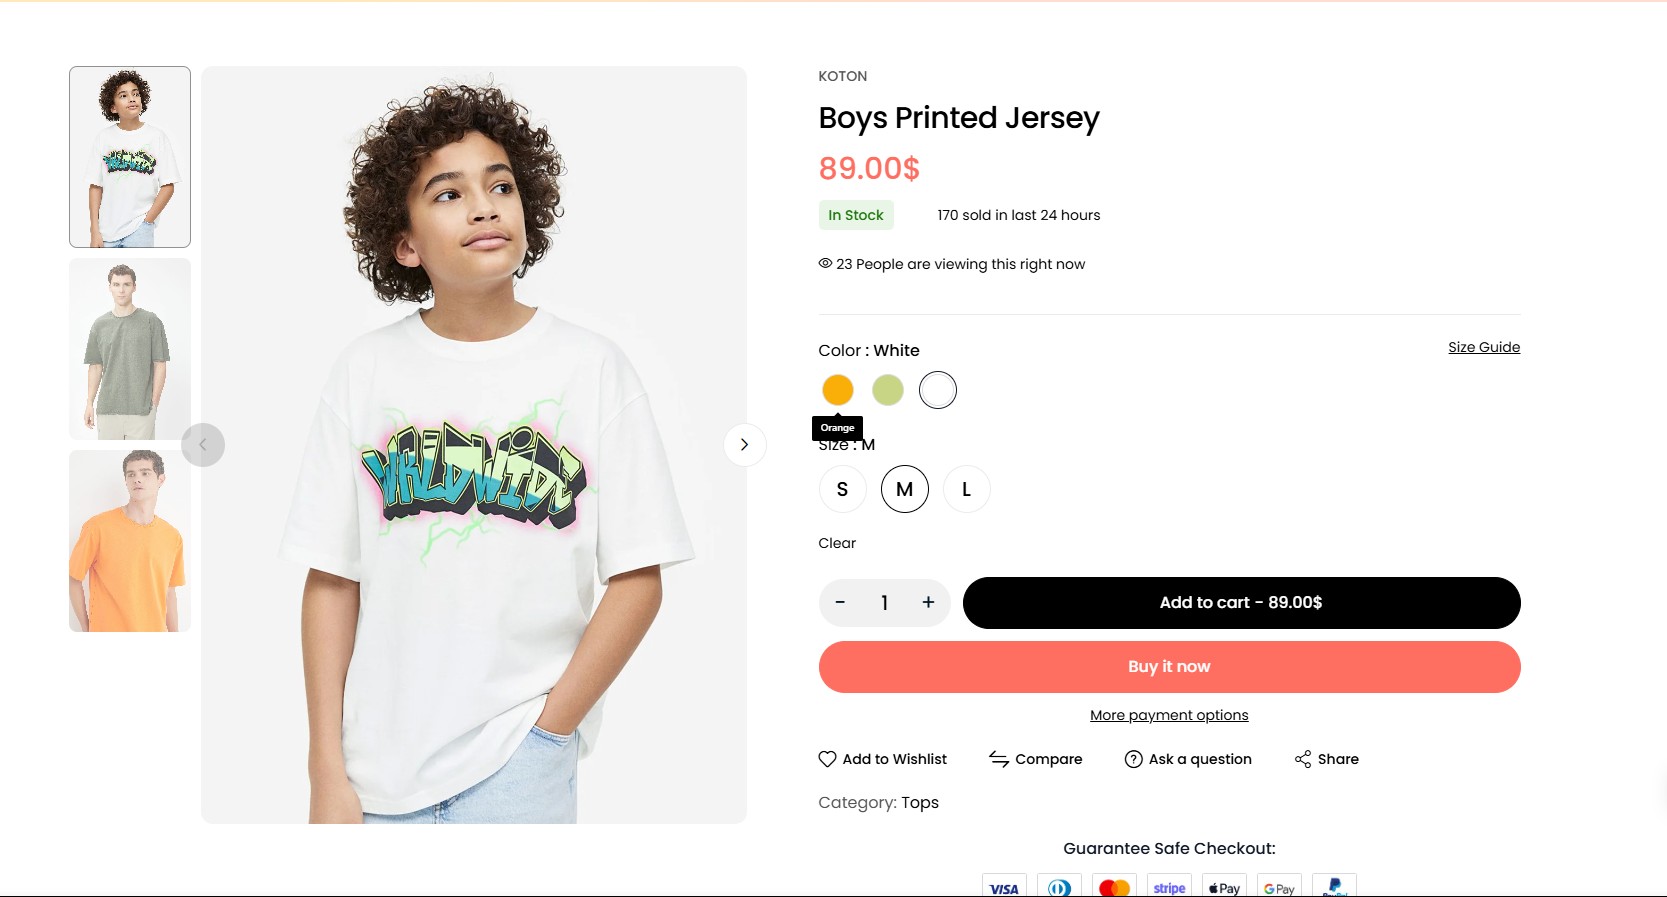 KOTON
Boys Printed Jersey
89.00$
In Stock
170 sold in last 24 hours
23 People are viewing this right now
Color : White
Size Guide
Orange
Size : M
S
M
L
Clear
-
1
+
Add to cart - 89.00$
Buy it now
More payment options
Add to Wishlist
Compare
Ask a question
Share
Category: Tops
Guarantee Safe Checkout:
VISA
stripe
Pay
G Pay
PayPal
WRLDWIDE